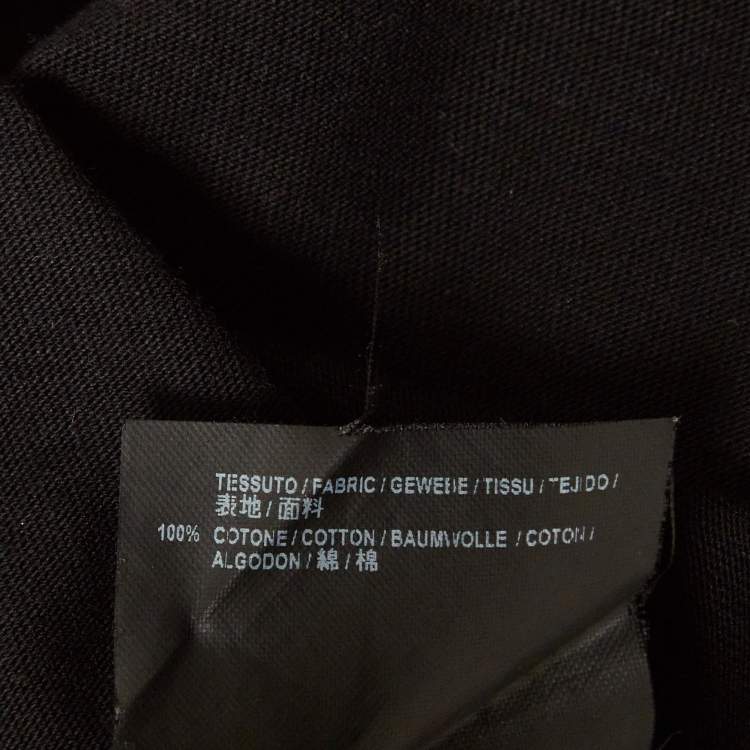 TESSUTO / FABRIC / GEWEBE / TISSU / TEJIDO /
表地 / 面料
100% COTONE / COTTON / BAUMWOLLE / COTON /
ALGODON / 綿 / 棉